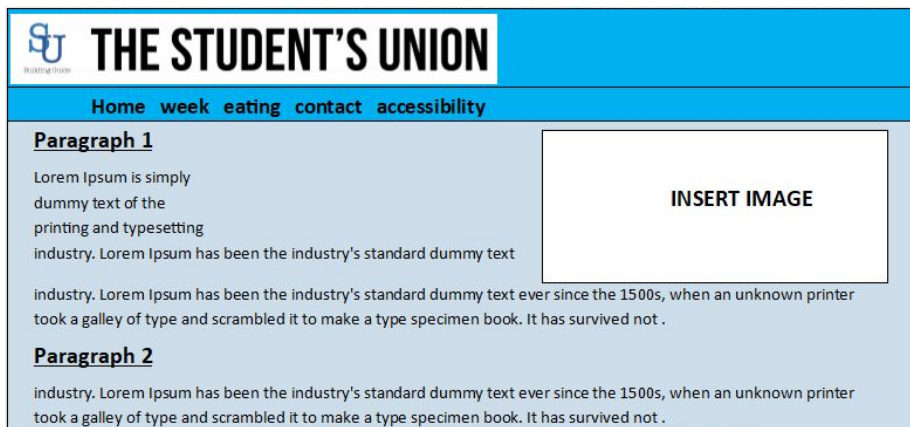 SU
Building Guide
THE STUDENT'S UNION
Home week eating contact accessibility
Paragraph 1
Lorem Ipsum is simply
dummy text of the
printing and typesetting
industry. Lorem Ipsum has been the industry's standard dummy text
INSERT IMAGE
industry. Lorem Ipsum has been the industry's standard dummy text ever since the 1500s, when an unknown printer
took a galley of type and scrambled it to make a type specimen book. It has survived not .
Paragraph 2
industry. Lorem Ipsum has been the industry's standard dummy text ever since the 1500s, when an unknown printer
took a galley of type and scrambled it to make a type specimen book. It has survived not .